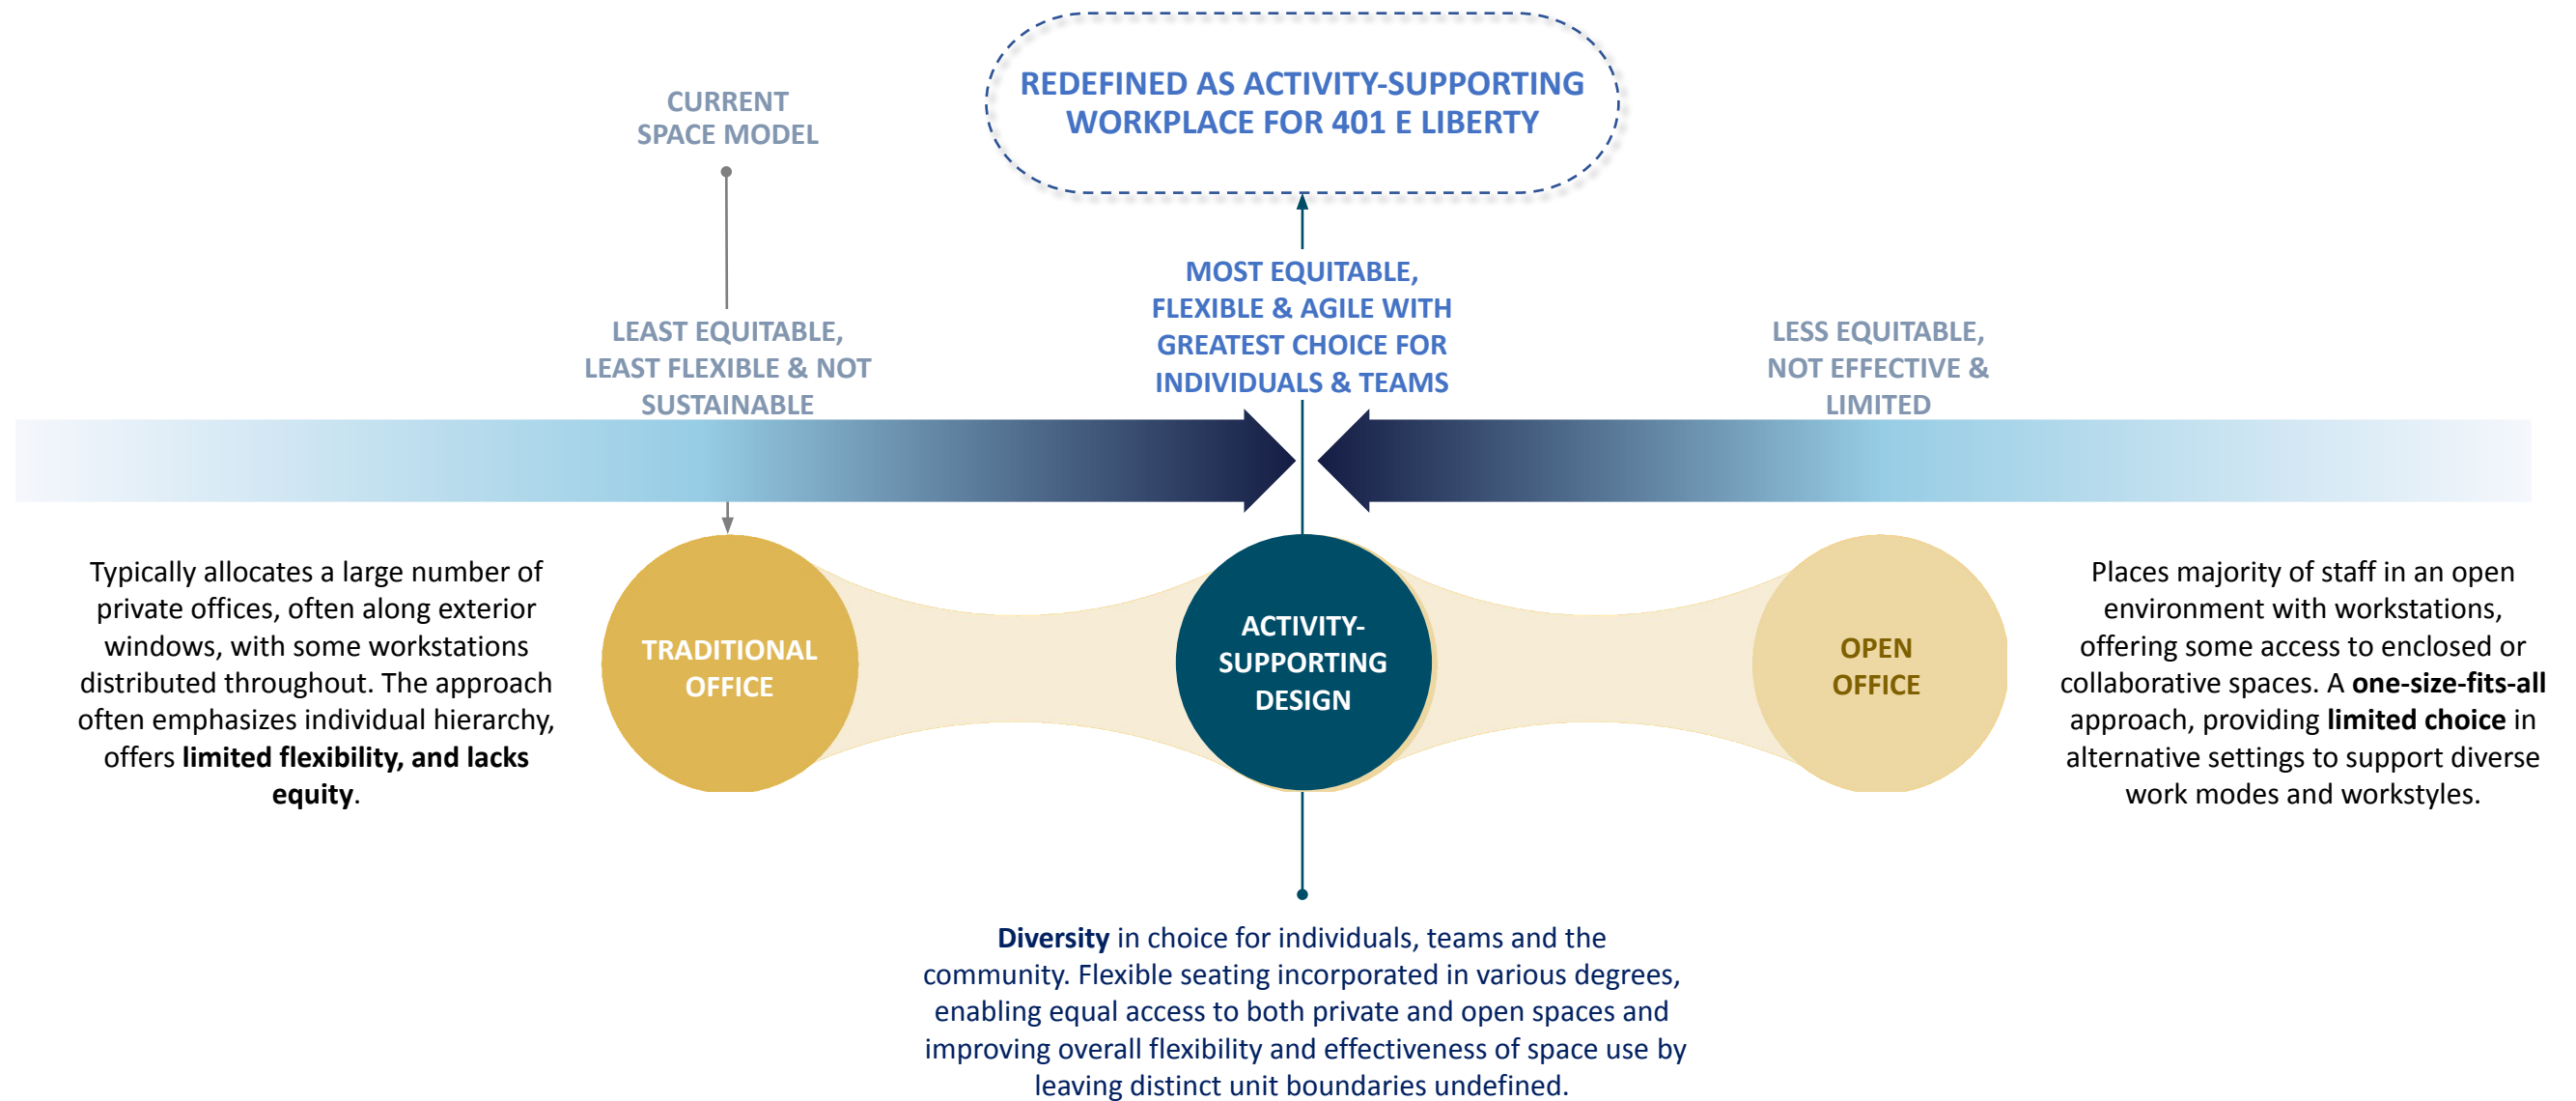 REDEFINED AS ACTIVITY-SUPPORTING
WORKPLACE FOR 401 E LIBERTY
CURRENT
SPACE MODEL
LEAST EQUITABLE,
LEAST FLEXIBLE & NOT
SUSTAINABLE
MOST EQUITABLE,
FLEXIBLE & AGILE WITH
GREATEST CHOICE FOR
INDIVIDUALS & TEAMS
LESS EQUITABLE,
NOT EFFECTIVE &
LIMITED
Typically allocates a large number of
private offices, often along exterior
windows, with some workstations
distributed throughout. The approach
often emphasizes individual hierarchy,
offers limited flexibility, and lacks
equity.
TRADITIONAL
OFFICE
ACTIVITY-
SUPPORTING
DESIGN
OPEN
OFFICE
Places majority of staff in an open
environment with workstations,
offering some access to enclosed or
collaborative spaces. A one-size-fits-all
approach, providing limited choice in
alternative settings to support diverse
work modes and workstyles.
Diversity in choice for individuals, teams and the
community. Flexible seating incorporated in various degrees,
enabling equal access to both private and open spaces and
improving overall flexibility and effectiveness of space use by
leaving distinct unit boundaries undefined.